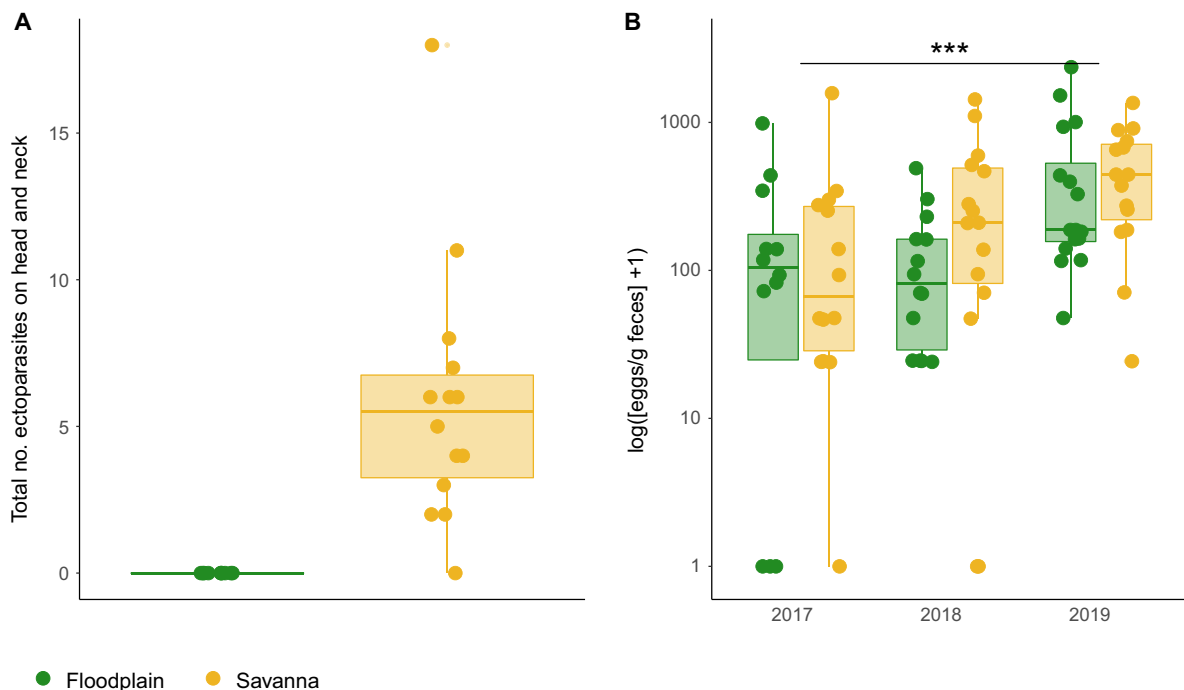 A
Total no. ectoparasites on head and neck
15
10
5
0
B
log([eggs/g feces] +1)
***
1000
100
10
1
2017 2018 2019
Floodplain Savanna